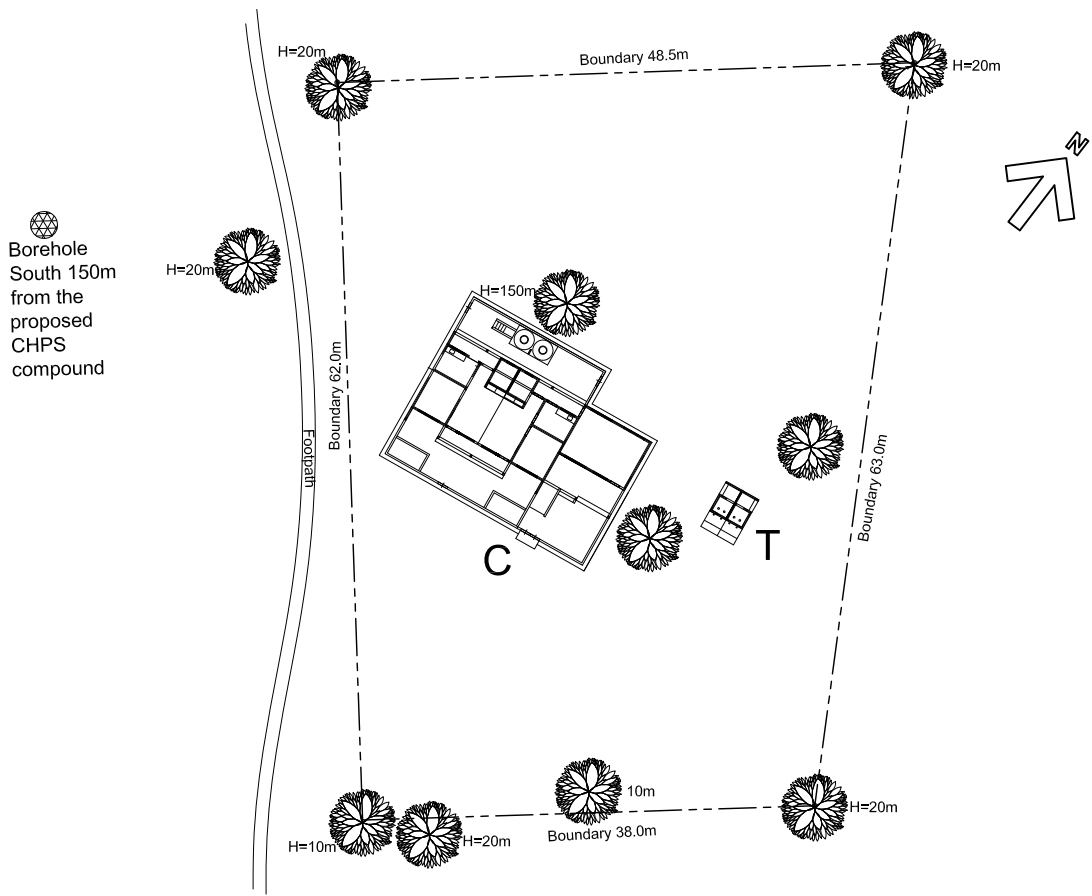 H=20m
Boundary 48.5m
H=20m
N
Borehole
South 150m
from the
proposed
CHPS
compound
H=20m
H=150m
Boundary 62.0m
Footpath
Boundary 63.0m
C
T
10m
H=20m
Boundary 38.0m
H=10m
H=20m